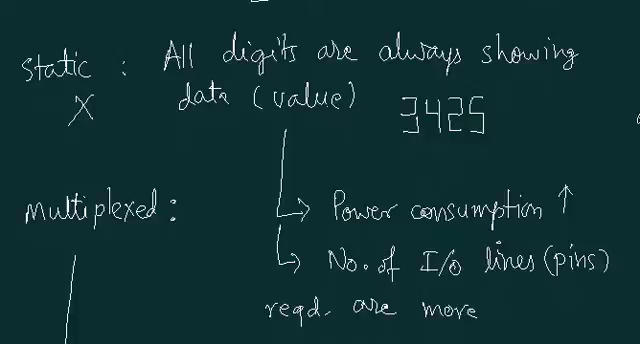 Static : All digits are always showing
X data (value) 3425
Multiplexed : → Power consumption ↑
→ No. of I/o lines (pins)
reqd. are more